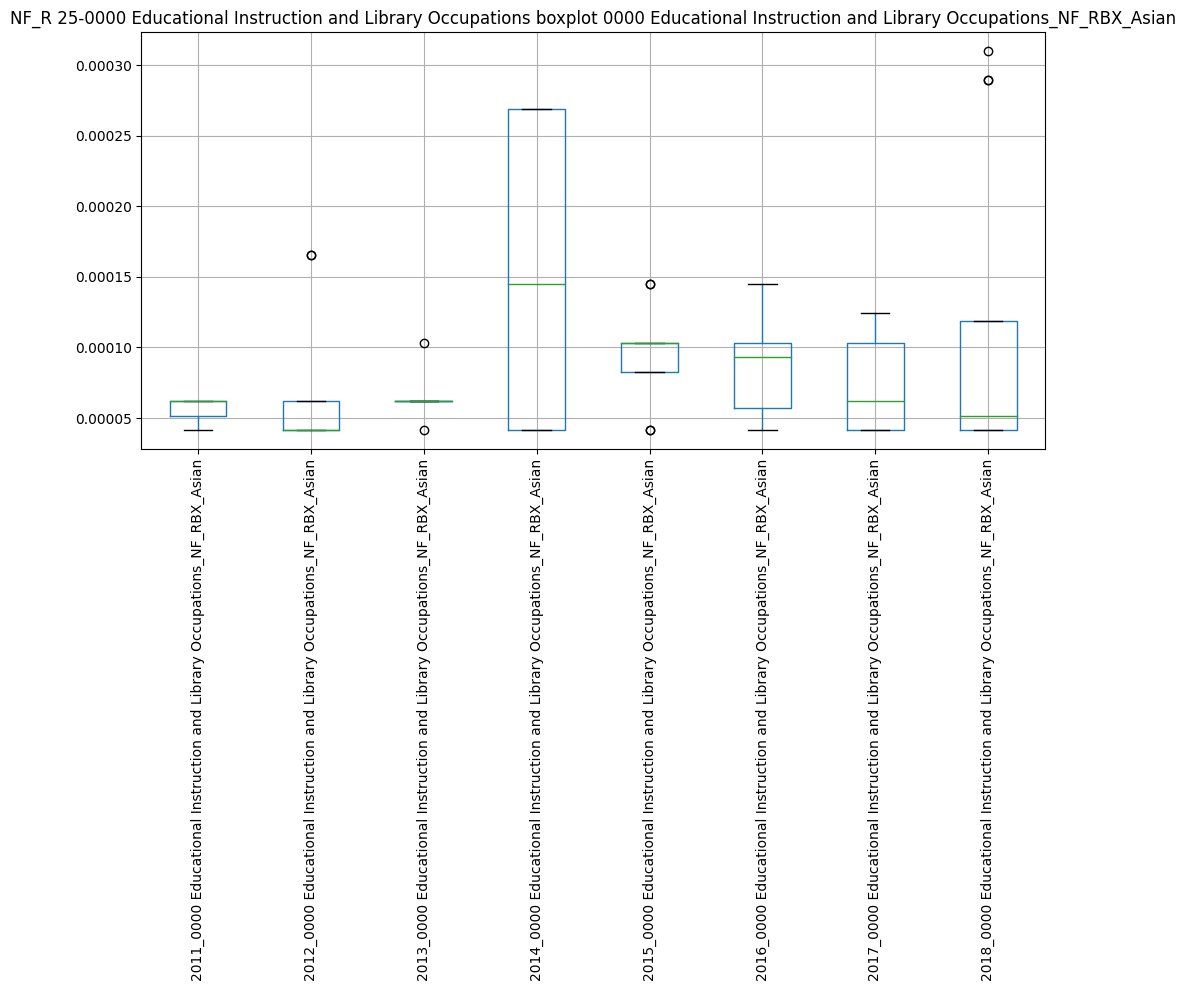 NF_R 25-0000 Educational Instruction and Library Occupations boxplot 0000 Educational Instruction and Library Occupations_NF_RBX_Asian
0.00030
0.00025
0.00020
0.00015
0.00010
0.00005
2011_0000 Educational Instruction and Library Occupations_NF_RBX_Asian
2012_0000 Educational Instruction and Library Occupations_NF_RBX_Asian
2013_0000 Educational Instruction and Library Occupations_NF_RBX_Asian
2014_0000 Educational Instruction and Library Occupations_NF_RBX_Asian
2015_0000 Educational Instruction and Library Occupations_NF_RBX_Asian
2016_0000 Educational Instruction and Library Occupations_NF_RBX_Asian
2017_0000 Educational Instruction and Library Occupations_NF_RBX_Asian
2018_0000 Educational Instruction and Library Occupations_NF_RBX_Asian